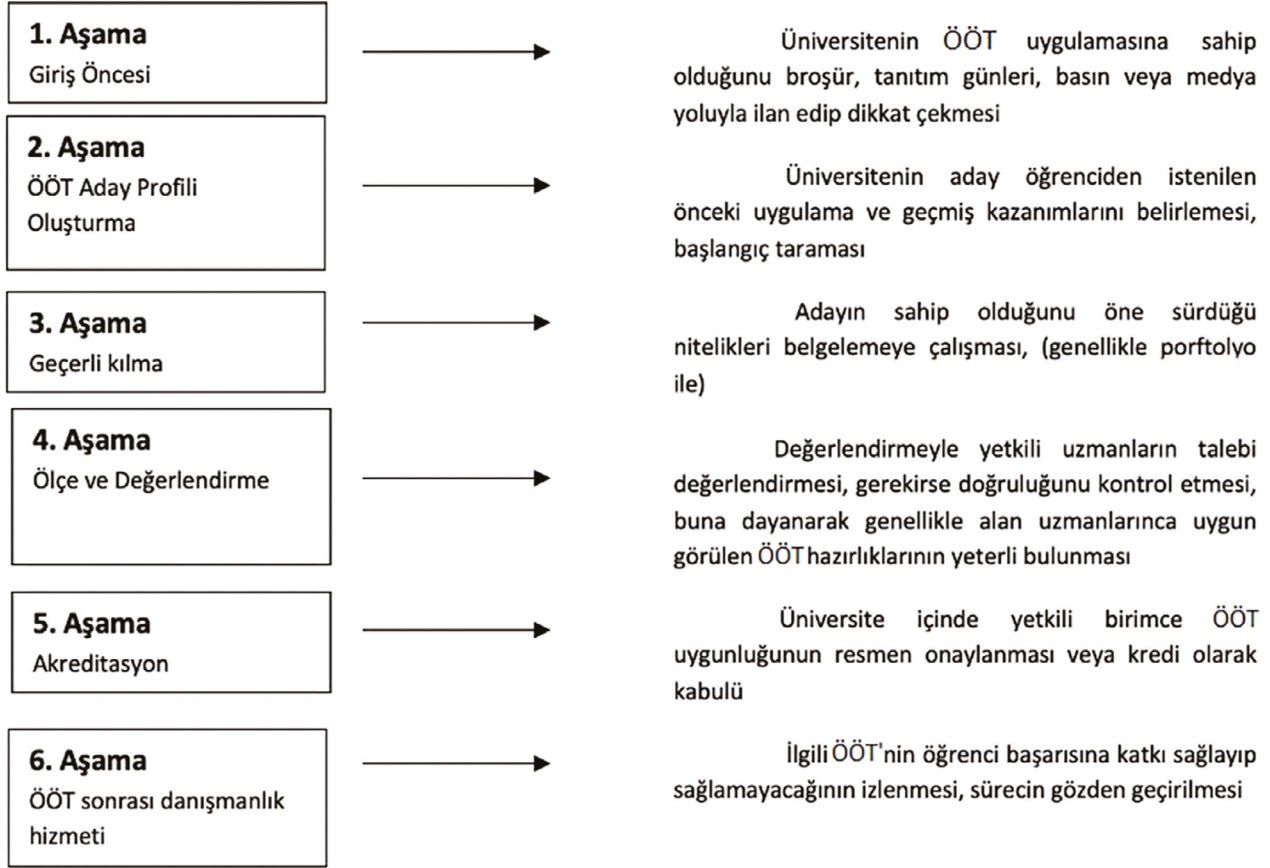 1. Aşama
Giriş Öncesi
Üniversitenin ÖÖT uygulamasına sahip
olduğunu broşür, tanıtım günleri, basın veya medya
yoluyla ilan edip dikkat çekmesi
2. Aşama
ÖÖT Aday Profili
Oluşturma
Üniversitenin aday öğrenciden istenilen
önceki uygulama ve geçmiş kazanımlarını belirlemesi,
başlangıç taraması
3. Aşama
Geçerli kılma
Adayın sahip olduğunu öne sürdüğü
nitelikleri belgelemeye çalışması, (genellikle porftolyo
ile)
4. Aşama
Ölçe ve Değerlendirme
Değerlendirmeyle yetkili uzmanların talebi
değerlendirmesi, gerekirse doğruluğunu kontrol etmesi,
buna dayanarak genellikle alan uzmanlarınca uygun
görülen ÖÖT hazırlıklarının yeterli bulunması
5. Aşama
Akreditasyon
Üniversite içinde yetkili birimce ÖÖT
uygunluğunun resmen onaylanması veya kredi olarak
kabulü
6. Aşama
ÖÖT sonrası danışmanlık
hizmeti
İlgili ÖÖT'nin öğrenci başarısına katkı sağlayıp
sağlamayacağının izlenmesi, sürecin gözden geçirilmesi